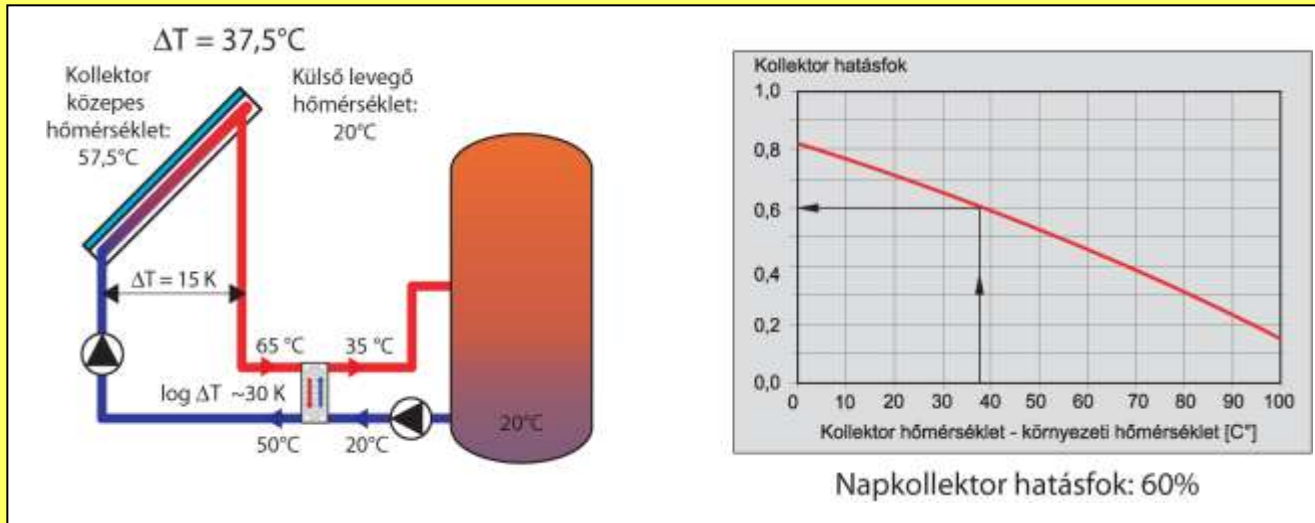 ΔT = 37,5°C
Kollektor
közepes
hőmérséklet:
57,5°C
Külső levegő
hőmérséklet:
20°C
ΔT = 15 K
65 °C
35 °C
log ΔT ~30 K
50°C
20°C
20°C
Kollektor hatásfok
1,0
0,8
0,6
0,4
0,2
0,0
0 10 20 30 40 50 60 70 80 90 100
Kollektor hőmérséklet - környezeti hőmérséklet [C°]
Napkollektor hatásfok: 60%